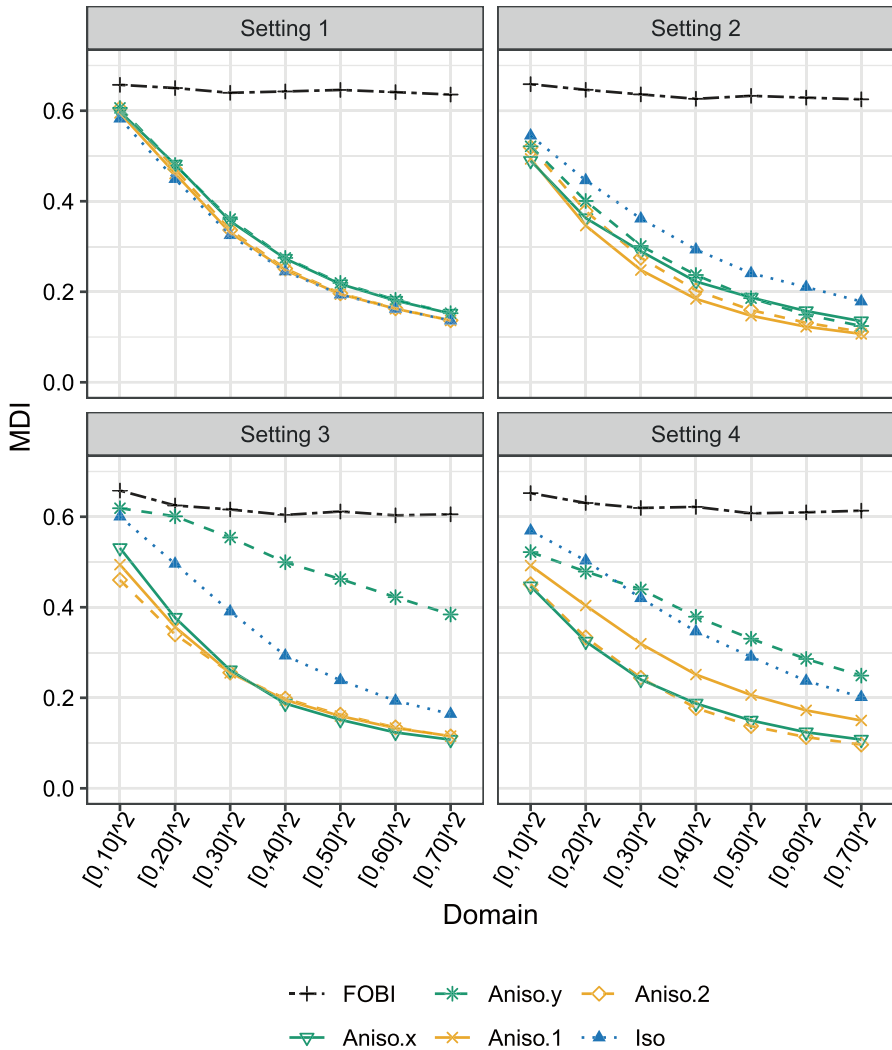 Setting 1 Setting 2
0.6
0.4
0.2
0.0
MDI
Setting 3 Setting 4
0.6
0.4
0.2
0.0
[0,10]^2 [0,20]^2 [0,30]^2 [0,40]^2 [0,50]^2 [0,60]^2 [0,70]^2 [0,10]^2 [0,20]^2 [0,30]^2 [0,40]^2 [0,50]^2 [0,60]^2 [0,70]^2
Domain
FOBI Aniso.y Aniso.2
Aniso.x Aniso.1 Iso